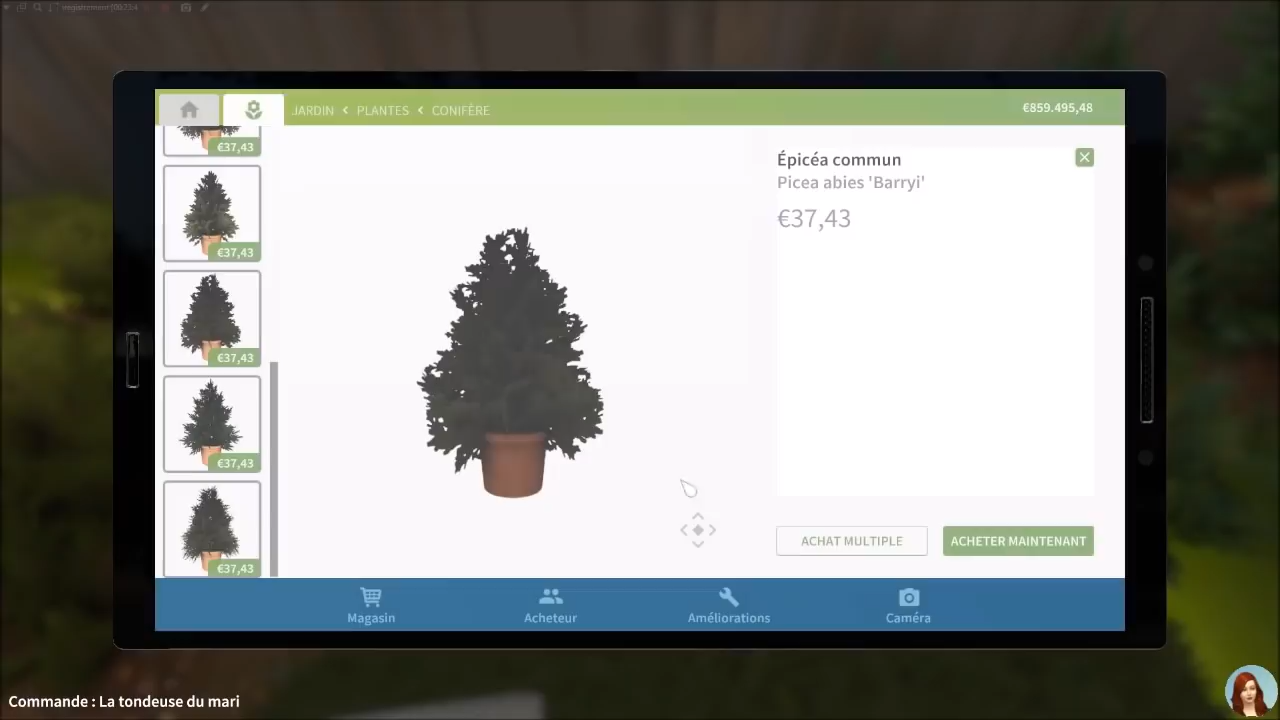 JARDIN < PLANTES < CONIFÈRE
€859.495,48
€37,43
€37,43
€37,43
€37,43
€37,43
Épicéa commun
Picea abies 'Barryi'
€37,43
ACHAT MULTIPLE
ACHETER MAINTENANT
Magasin
Acheteur
Améliorations
Caméra
Commande : La tondeuse du mari